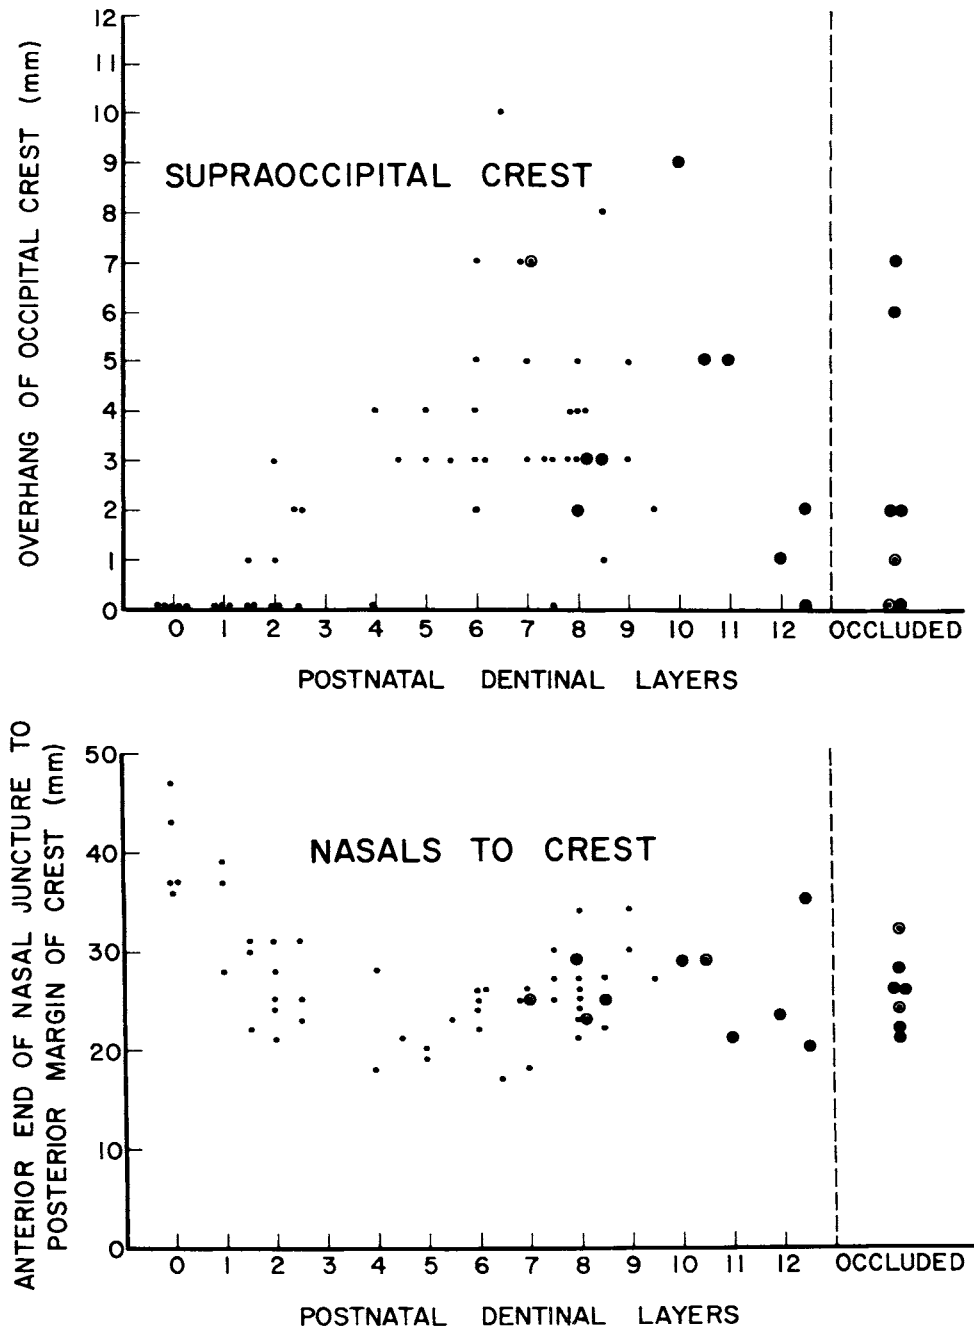 OVERHANG OF OCCIPITAL CREST (mm)
12
11
10
9
8
7
6
5
4
3
2
1
0
SUPRAOCCIPITAL CREST
0 1 2 3 4 5 6 7 8 9 10 11 12 OCCLUDED
POSTNATAL DENTINAL LAYERS
ANTERIOR END OF NASAL JUNCTURE TO
POSTERIOR MARGIN OF CREST (mm)
50
40
30
20
10
0
NASALS TO CREST
0 1 2 3 4 5 6 7 8 9 10 11 12 OCCLUDED
POSTNATAL DENTINAL LAYERS